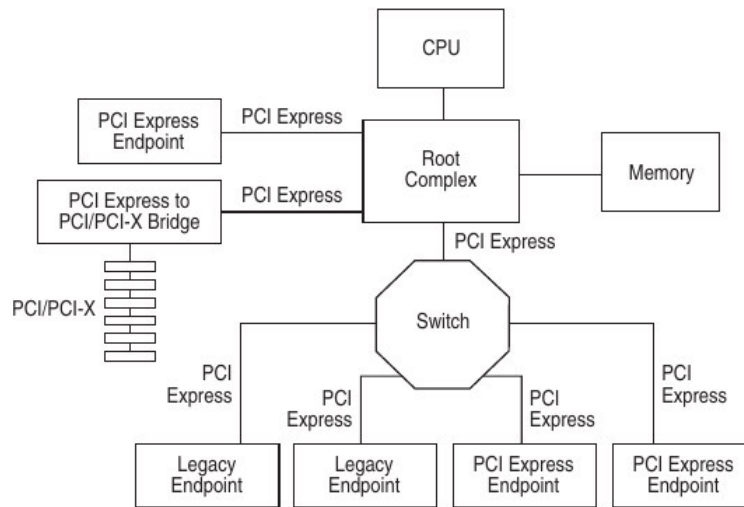 CPU
PCI Express
PCI Express
Endpoint
Root
Complex
Memory
PCI Express
PCI Express to
PCI/PCI-X Bridge
PCI Express
PCI/PCI-X
Switch
PCI
Express
PCI
Express
PCI
Express
PCI
Express
Legacy
Endpoint
Legacy
Endpoint
PCI Express
Endpoint
PCI Express
Endpoint